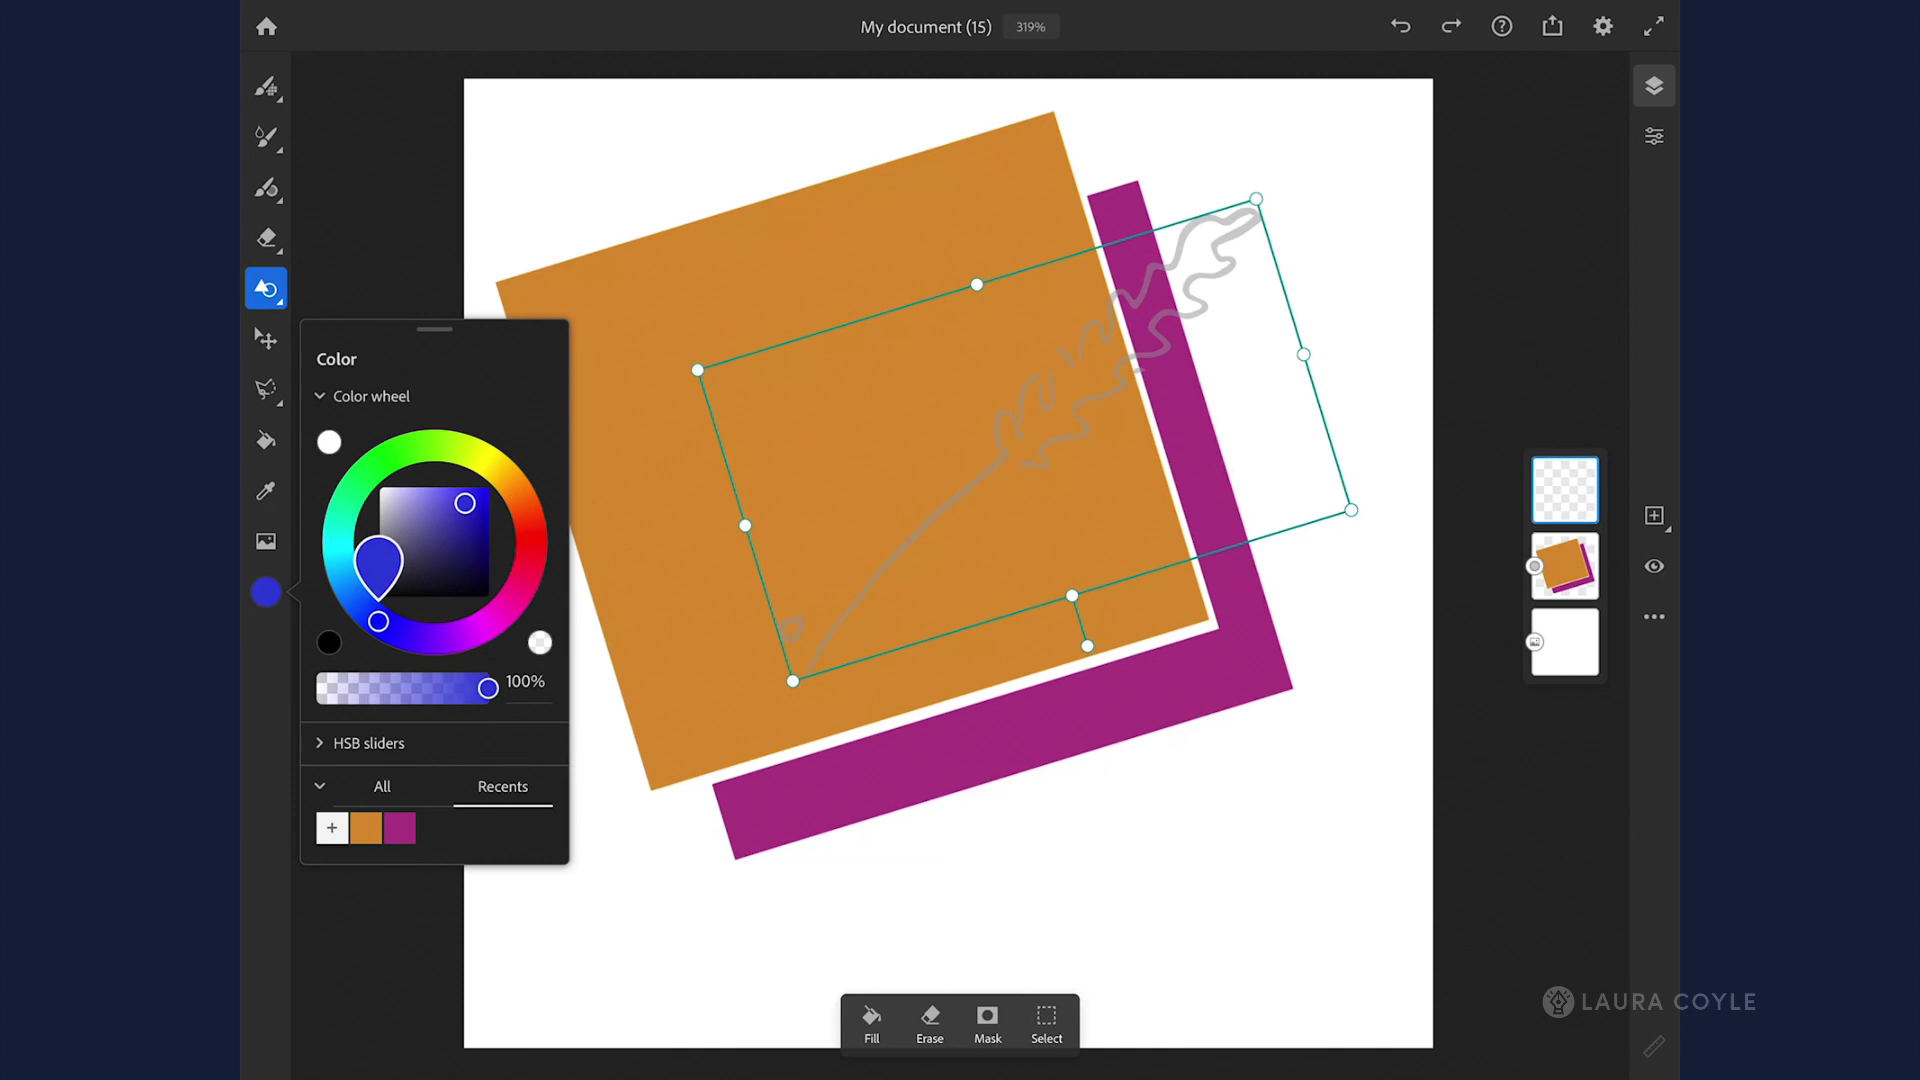 My document (15) 319%
Color
Color wheel
100%
HSB sliders
All Recents
Fill Erase Mask Select
LAURA COYLE